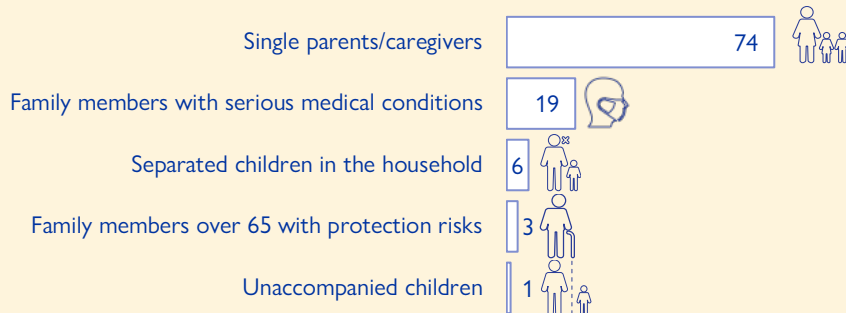 Single parents/caregivers 74
Family members with serious medical conditions 19
Separated children in the household 6
Family members over 65 with protection risks 3
Unaccompanied children 1